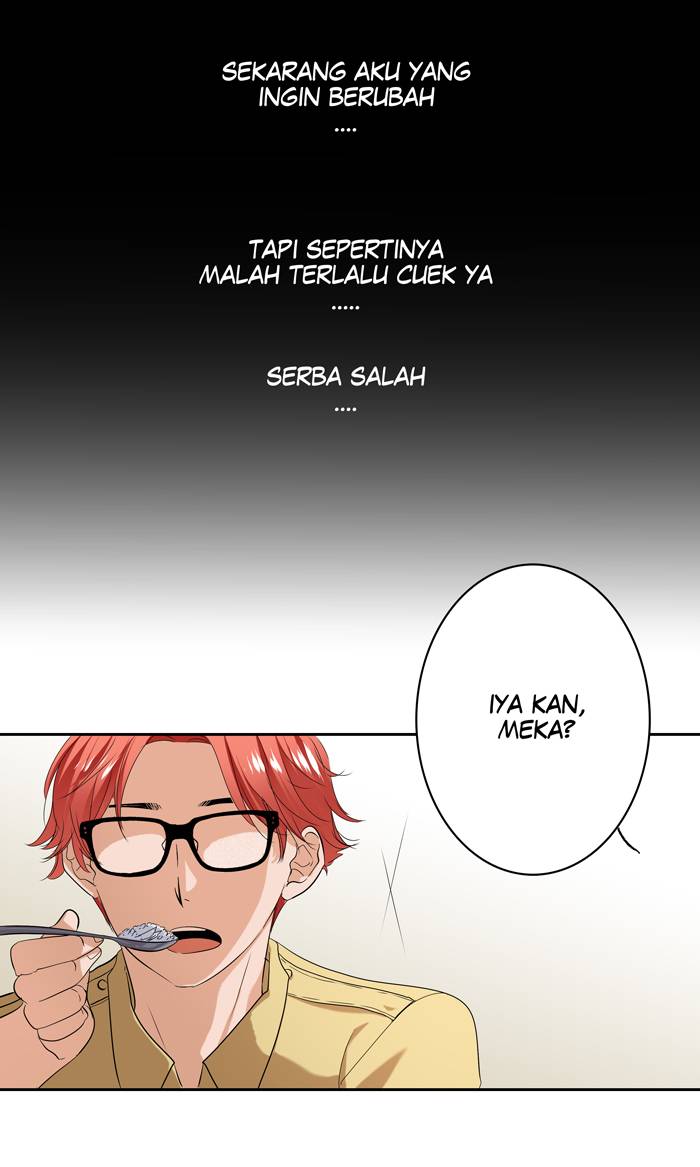 SEKARANG AKU YANG
INGIN BERUBAH
....
TAPI SEPERTINYA
MALAH TERLALU CUEK YA
.....
SERBA SALAH
....
IYA KAN,
MEKA?